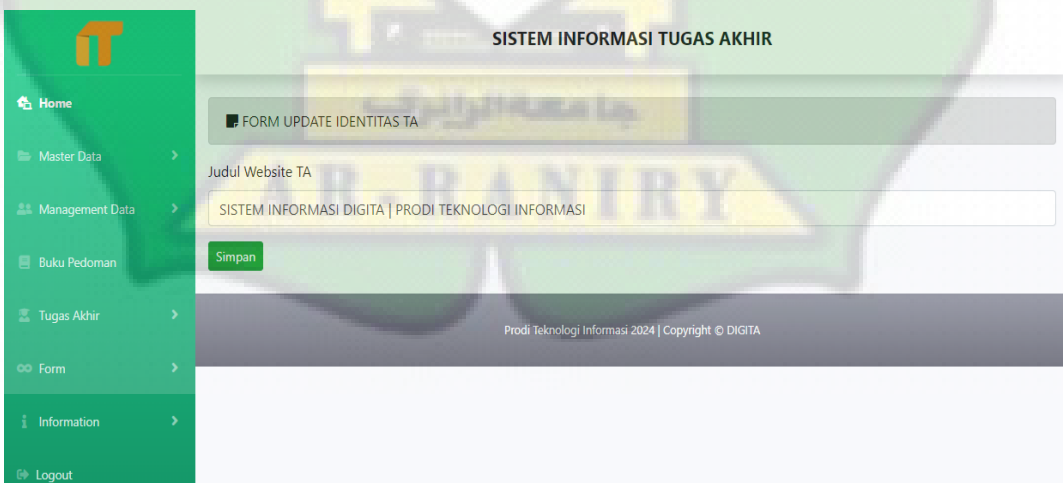 SISTEM INFORMASI TUGAS AKHIR
Home
Master Data
Management Data
Buku Pedoman
Tugas Akhir
Form
Information
Logout
FORM UPDATE IDENTITAS TA
Judul Website TA
SISTEM INFORMASI DIGITA | PRODI TEKNOLOGI INFORMASI
Simpan
Prodi Teknologi Informasi 2024 | Copyright © DIGITA
جامعة الرانري
AR-RANIRY